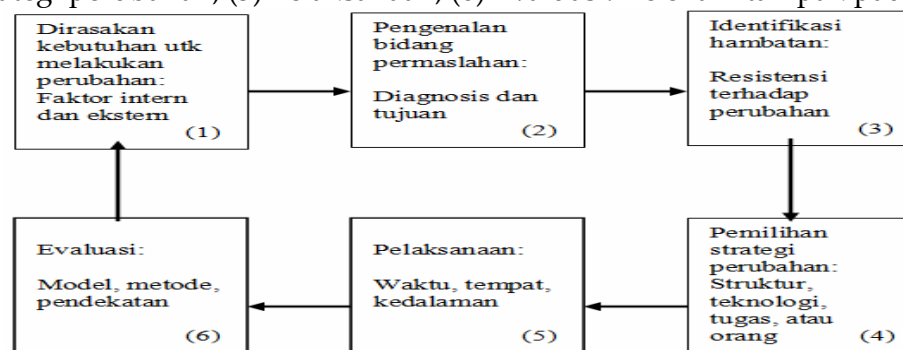 Dirasakan
kebutuhan utk
melakukan
perubahan:
Faktor intern
dan ekstern
(1)
Pengenalan
bidang
permaslahan:
Diagnosis dan
tujuan
(2)
Identifikasi
hambatan:
Resistensi
terhadap
perubahan
(3)
Pemilihan
strategi
perubahan:
Struktur,
teknologi,
tugas, atau
orang
(4)
Pelaksanaan:
Waktu, tempat,
kedalaman
(5)
Evaluasi:
Model, metode,
pendekatan
(6)